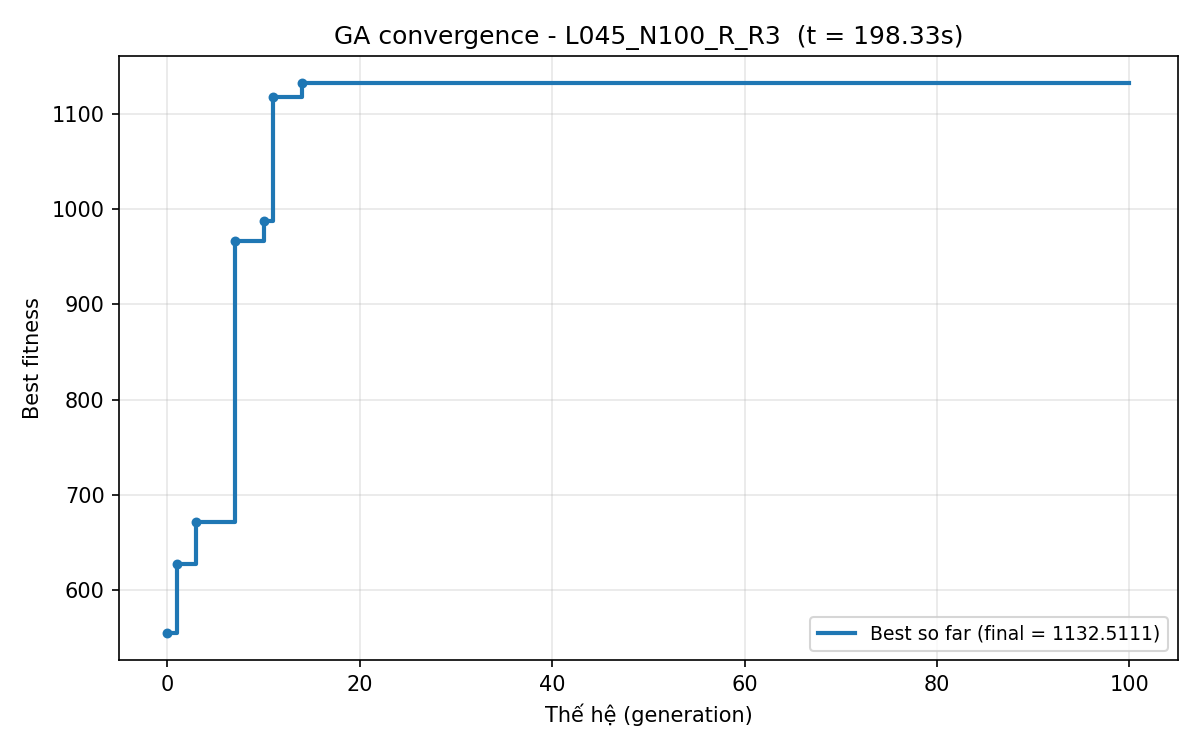 GA convergence - L045_N100_R_R3 (t = 198.33s)
Best fitness
1100
1000
900
800
700
600
Best so far (final = 1132.5111)
0 20 40 60 80 100
Thế hệ (generation)